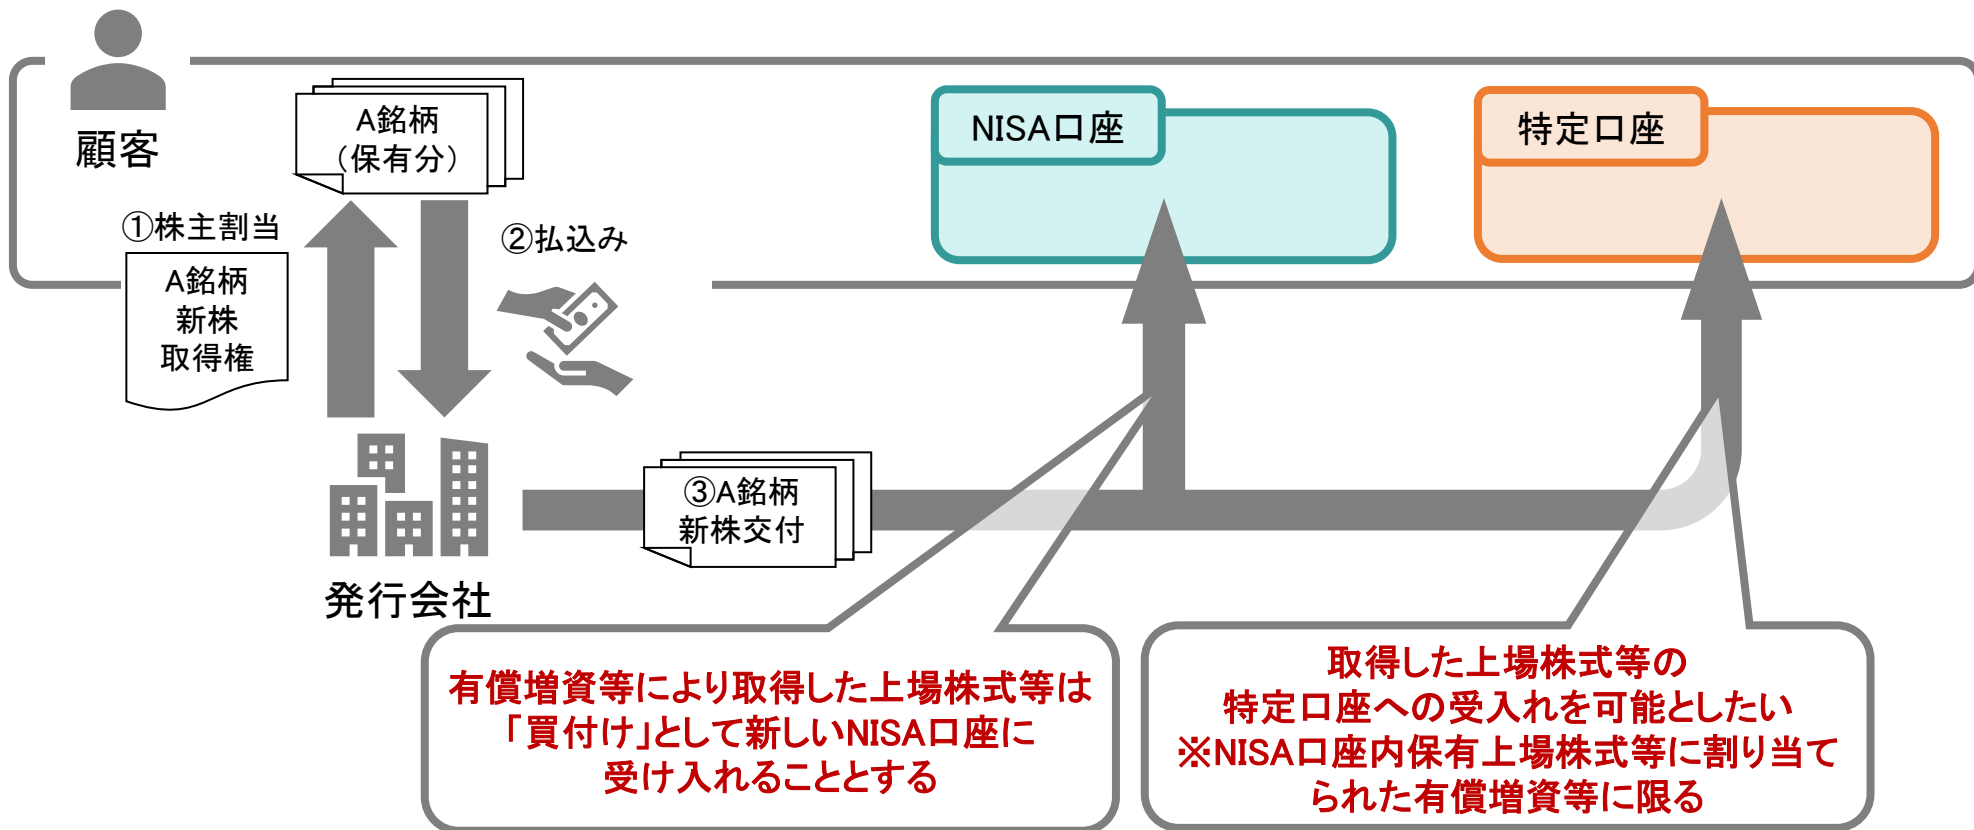 顧客
A銘柄
（保有分）
NISA口座
特定口座
①株主割当
②払込み
A銘柄
新株
取得権
③A銘柄
新株交付
発行会社
有償増資等により取得した上場株式等は
「買付け」として新しいNISA口座に
受け入れることとする
取得した上場株式等の
特定口座への受入れを可能としたい
※NISA口座内保有上場株式等に割り当て
られた有償増資等に限る